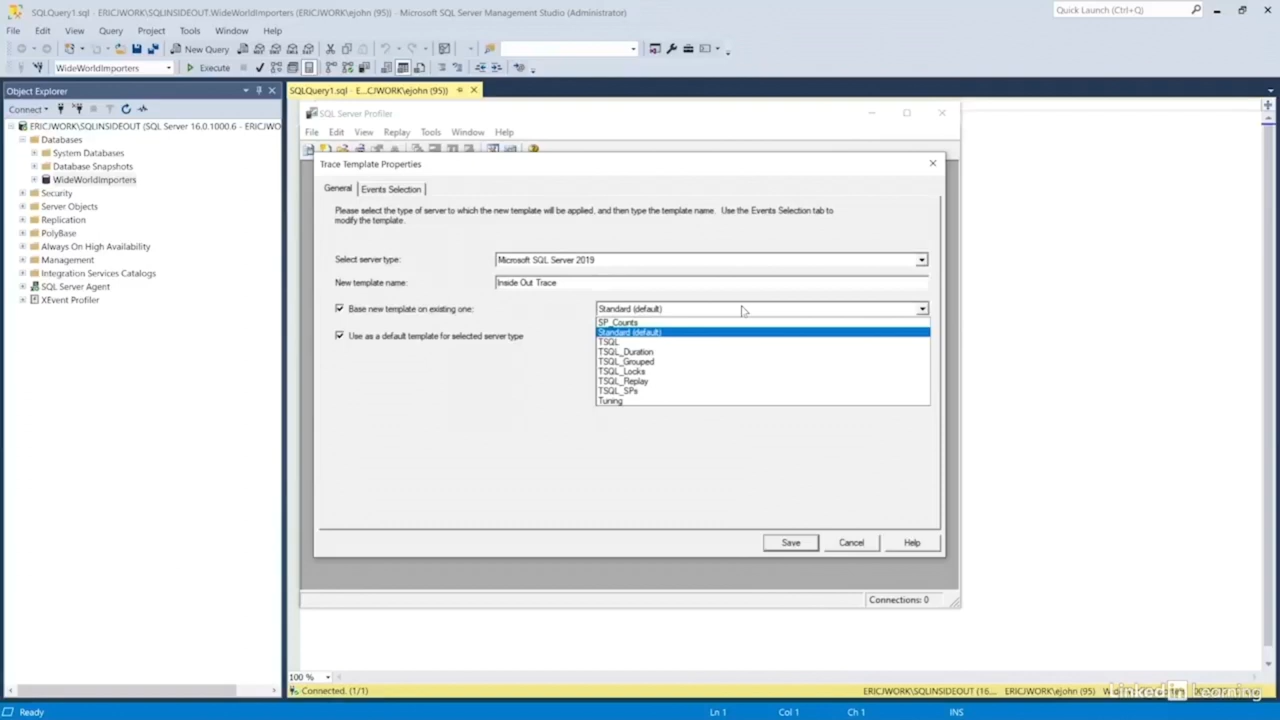 SQLQuery1.sql - ERICJWORK\SQLINSIDEOUT.WideWorldImporters (ERICJWORK\ejohn (95)) - Microsoft SQL Server Management Studio (Administrator)
Quick Launch (Ctrl+Q)
File Edit View Query Project Tools Window Help
New Query
WideWorldImporters
Execute
Object Explorer
SQLQuery1.sql - E...CJWORK\ejohn (95))
Connect
ERICJWORK\SQLINSIDEOUT (SQL Server 16.0.1000.6 - ERICJWO
Databases
System Databases
Database Snapshots
WideWorldImporters
Security
Server Objects
Replication
PolyBase
Always On High Availability
Management
Integration Services Catalogs
SQL Server Agent
XEvent Profiler
SQL Server Profiler
File Edit View Replay Tools Window Help
Trace Template Properties
General Events Selection
Please select the type of server to which the new template will be applied, and then type the template name. Use the Events Selection tab to
modify the template.
Select server type: Microsoft SQL Server 2019
New template name: Inside Out Trace
Base new template on existing one: Standard (default)
SP_Counts
Standard (default)
Use as a default template for selected server type
TSQL
TSQL_Duration
TSQL_Grouped
TSQL_Locks
TSQL_Replay
TSQL_SPs
Tuning
Save Cancel Help
Connections: 0
100 %
Connected. (1/1) ERICJWORK\SQLINSIDEOUT (16... ERICJWORK\ejohn (95)
Linked in Learning
Ready Ln 1 Col 1 Ch 1 INS